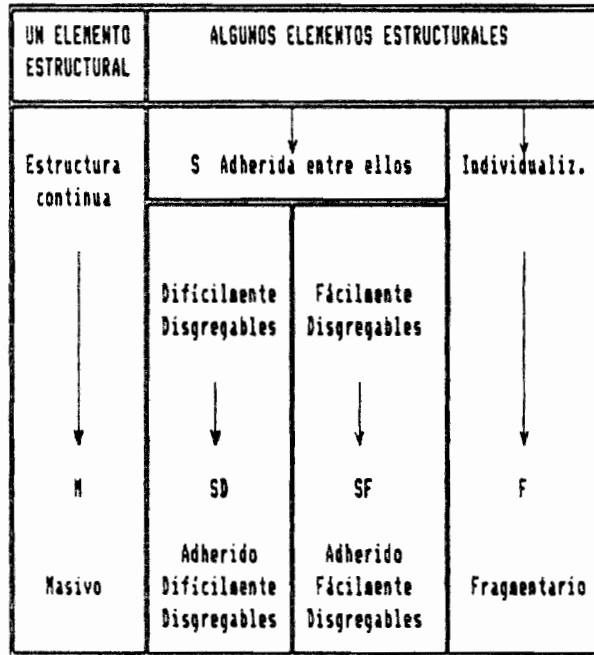 UN ELEMENTO
ESTRUCTURAL
ALGUNOS ELEMENTOS ESTRUCTURALES
Estructura
continua
S Adherida entre ellos
Individualiz.
Difícilmente
Disgregables
Fácilmente
Disgregables
M
SD
SF
F
Masivo
Adherido
Difícilmente
Disgregables
Adherido
Fácilmente
Disgregables
Fragmentario